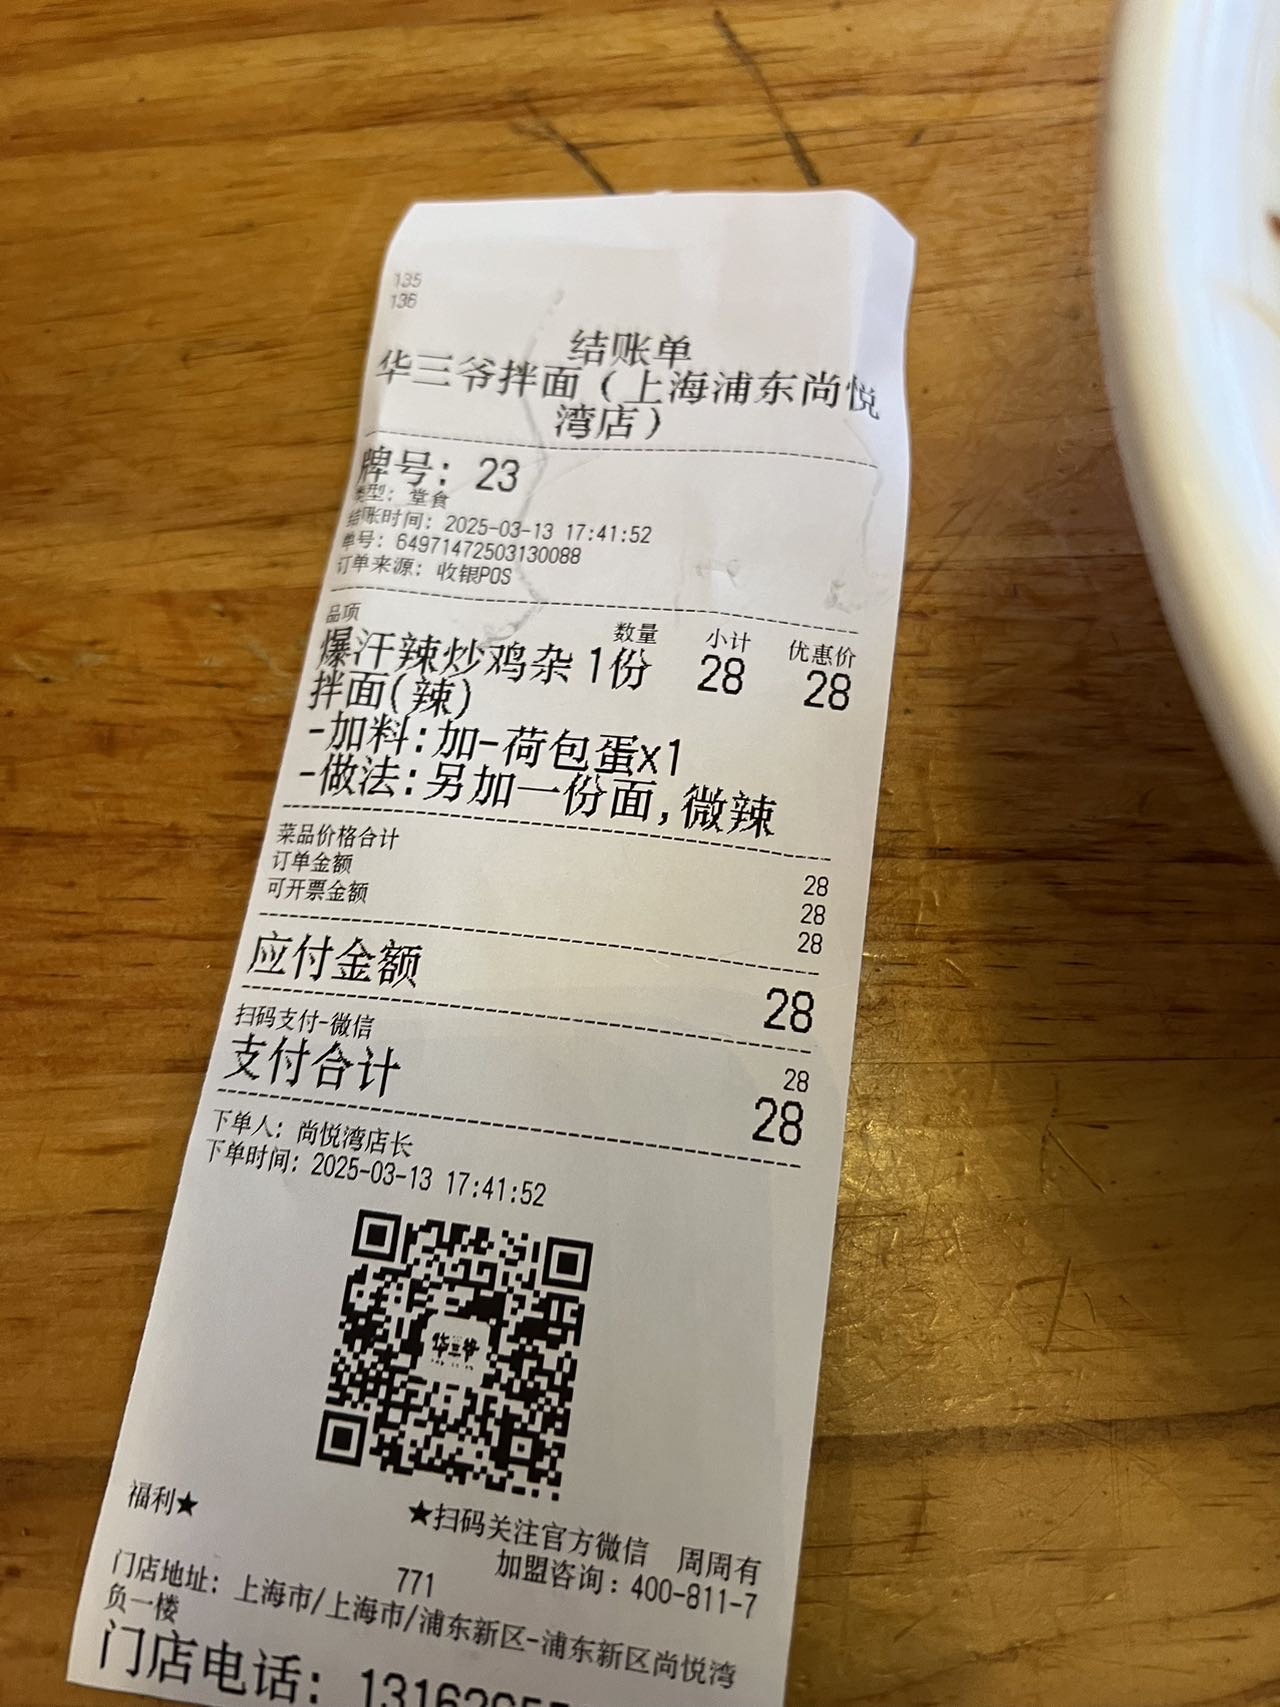 135
136
结账单
华三爷拌面（上海浦东尚悦
湾店）
牌号：23
类型：堂食
结账时间：2025-03-13 17:41:52
单号：64971472503130088
订单来源：收银POS
品项 数量 小计 优惠价
爆汗辣炒鸡杂 1份 28 28
拌面(辣)
-加料:加-荷包蛋x1
-做法:另加一份面,微辣
菜品价格合计 28
订单金额 28
可开票金额 28
应付金额 28
扫码支付-微信 28
支付合计 28
下单人：尚悦湾店长
下单时间：2025-03-13 17:41:52
华三爷
★扫码关注官方微信 周周有
福利★
加盟咨询：400-811-7
771
门店地址：上海市/上海市/浦东新区-浦东新区尚悦湾
负一楼
门店电话：1316